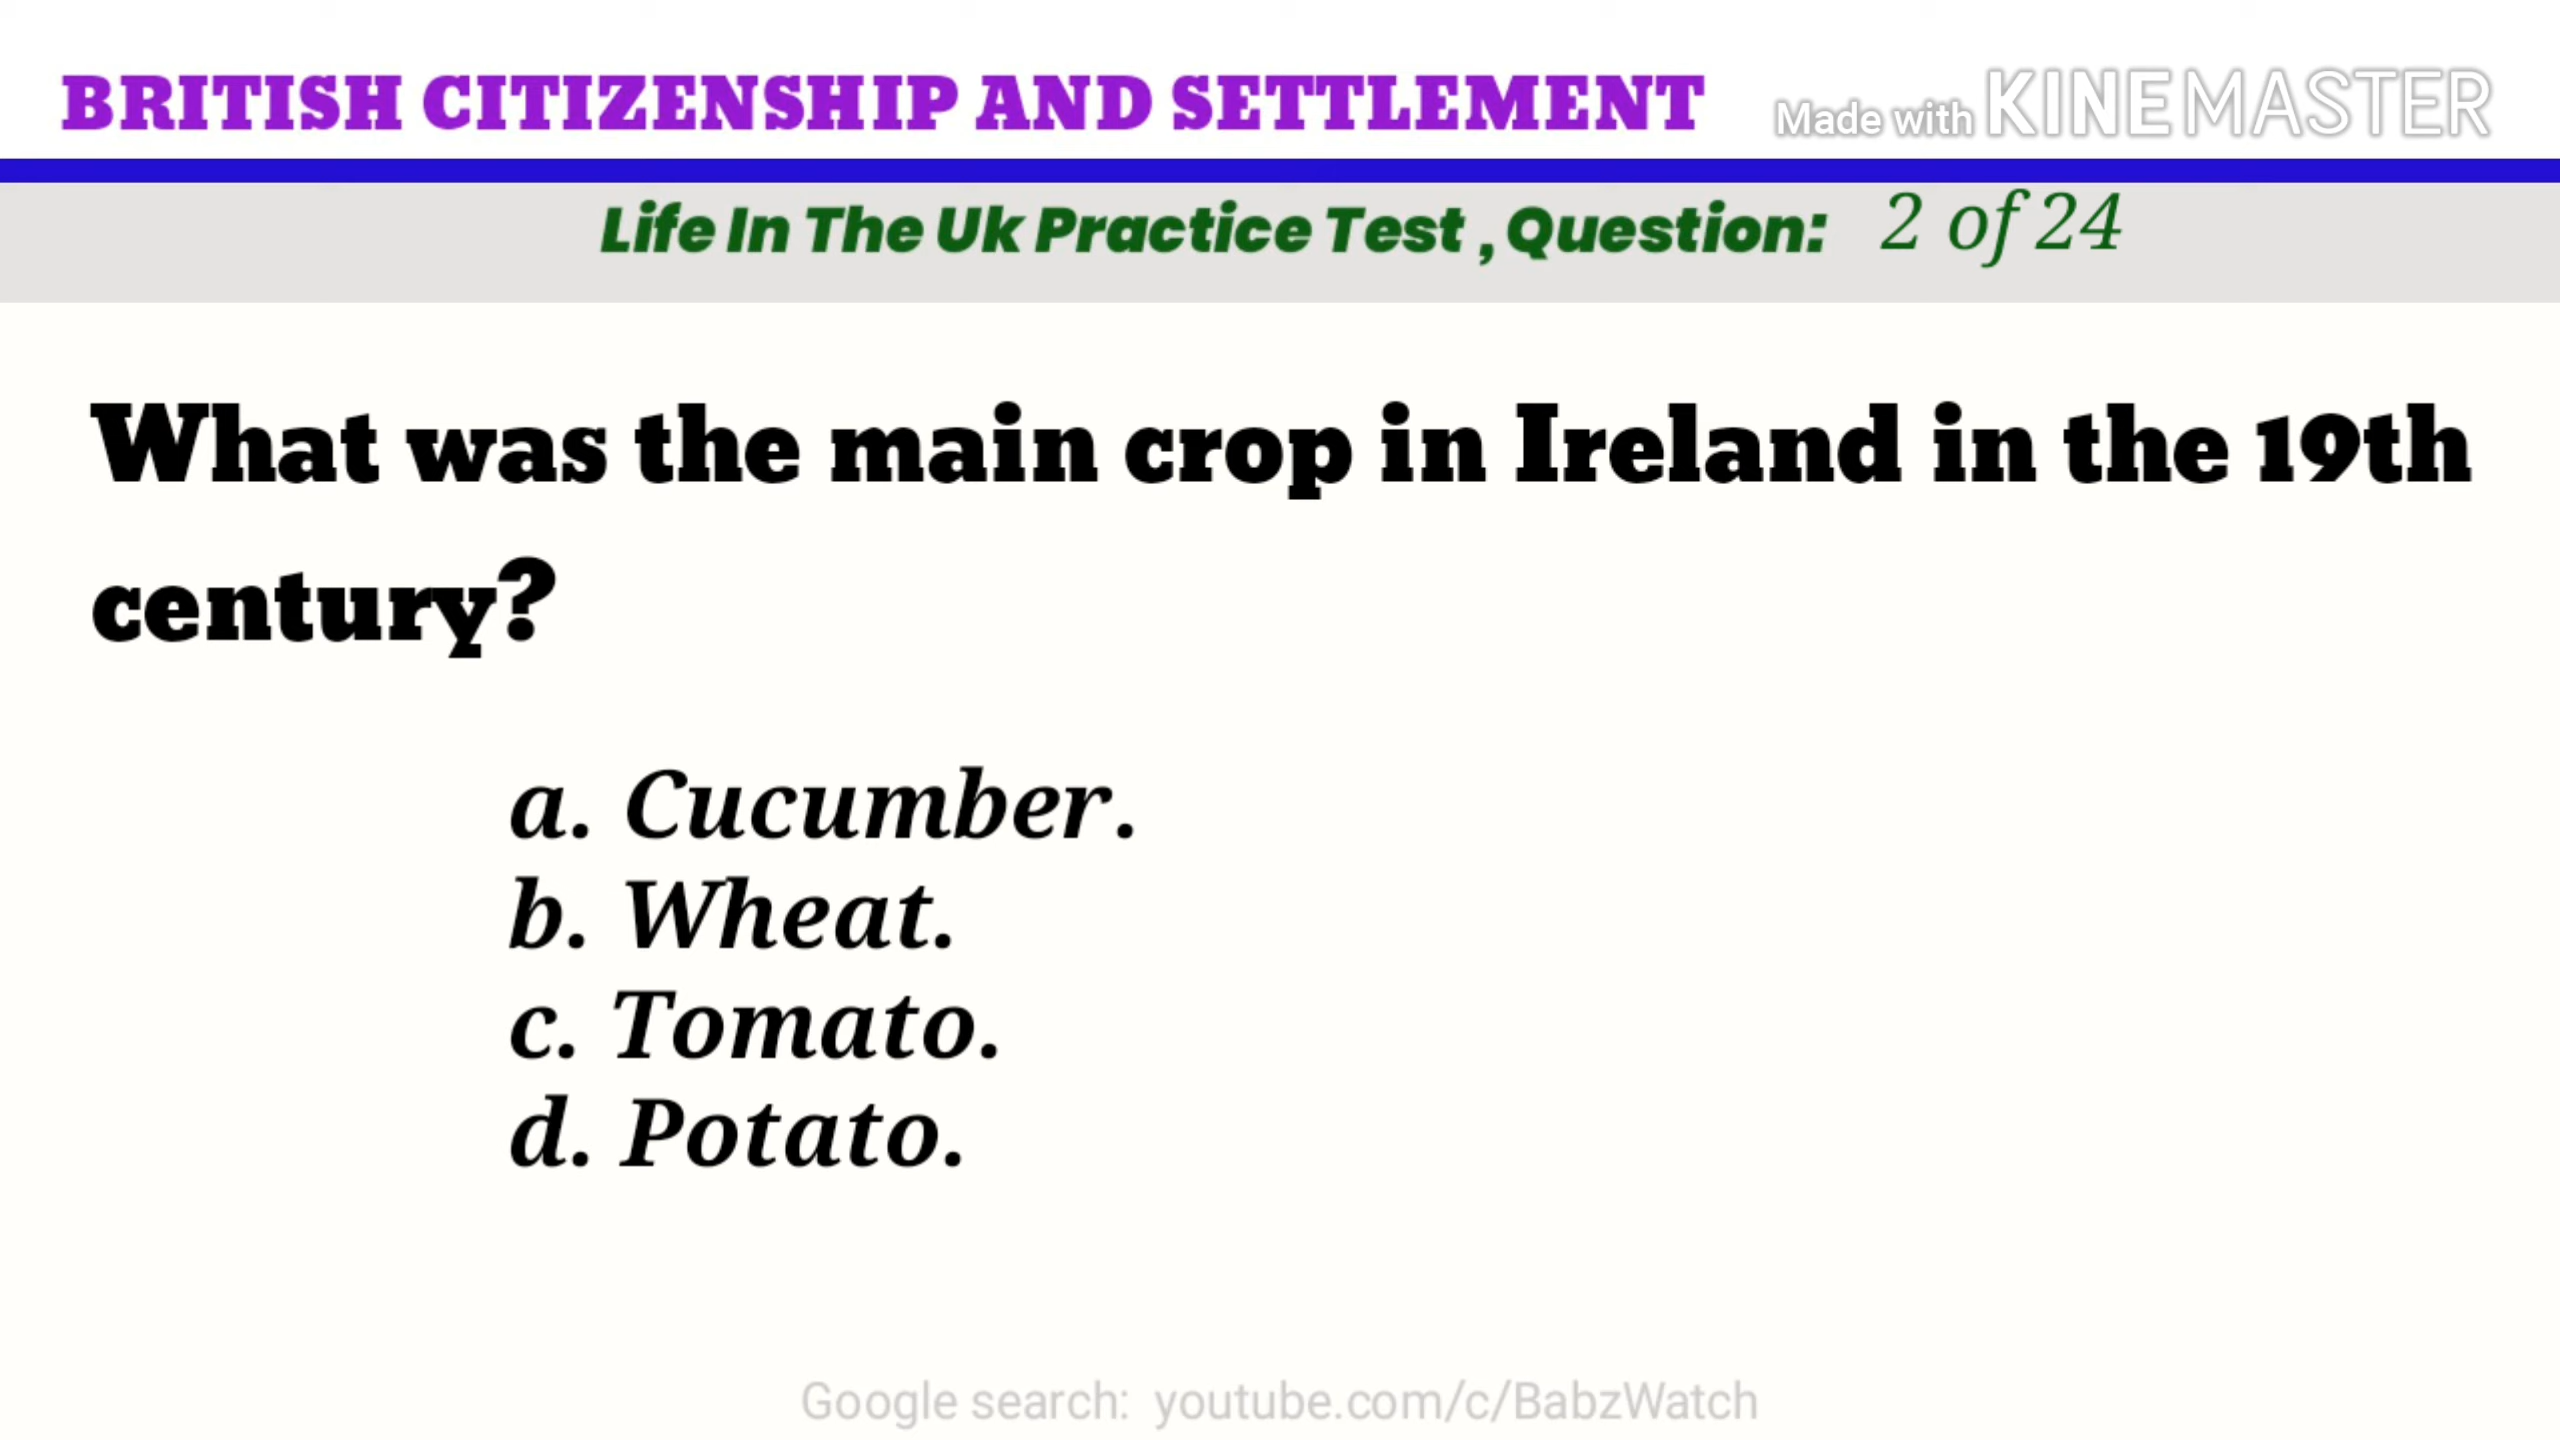 BRITISH CITIZENSHIP AND SETTLEMENT Made with KINEMASTER
Life In The Uk Practice Test , Question: 2 of 24
What was the main crop in Ireland in the 19th
century?
a. Cucumber.
b. Wheat.
c. Tomato.
d. Potato.
Google search: youtube.com/c/BabzWatch